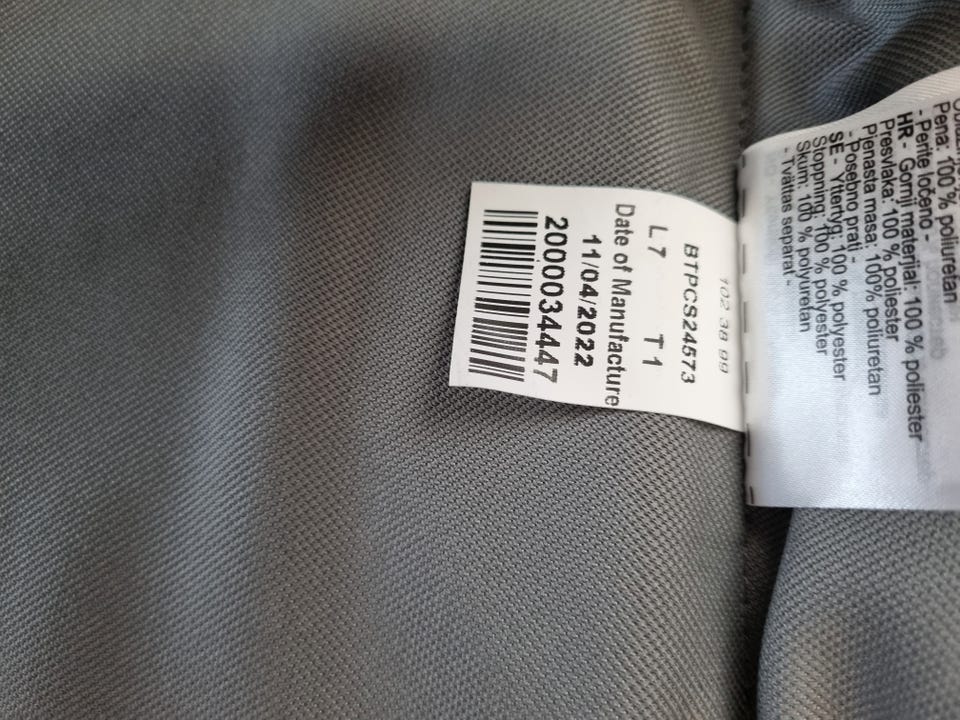 102 38 99
BTPCS24573
L7 T1
Date of Manufacture
11/04/2022
2000034447
Pena: 100 % poliuretan
- Perite ločeno -
HR - Gornji materijal: 100 % poliester
Presvlaka: 100 % poliester
Pjenasta masa: 100% poliuretan
- Posebno prati -
SE - Yttertyg: 100 % polyester
Stoppning: 100 % polyester
Skum: 100 % polyuretan
- Tvättas separat -